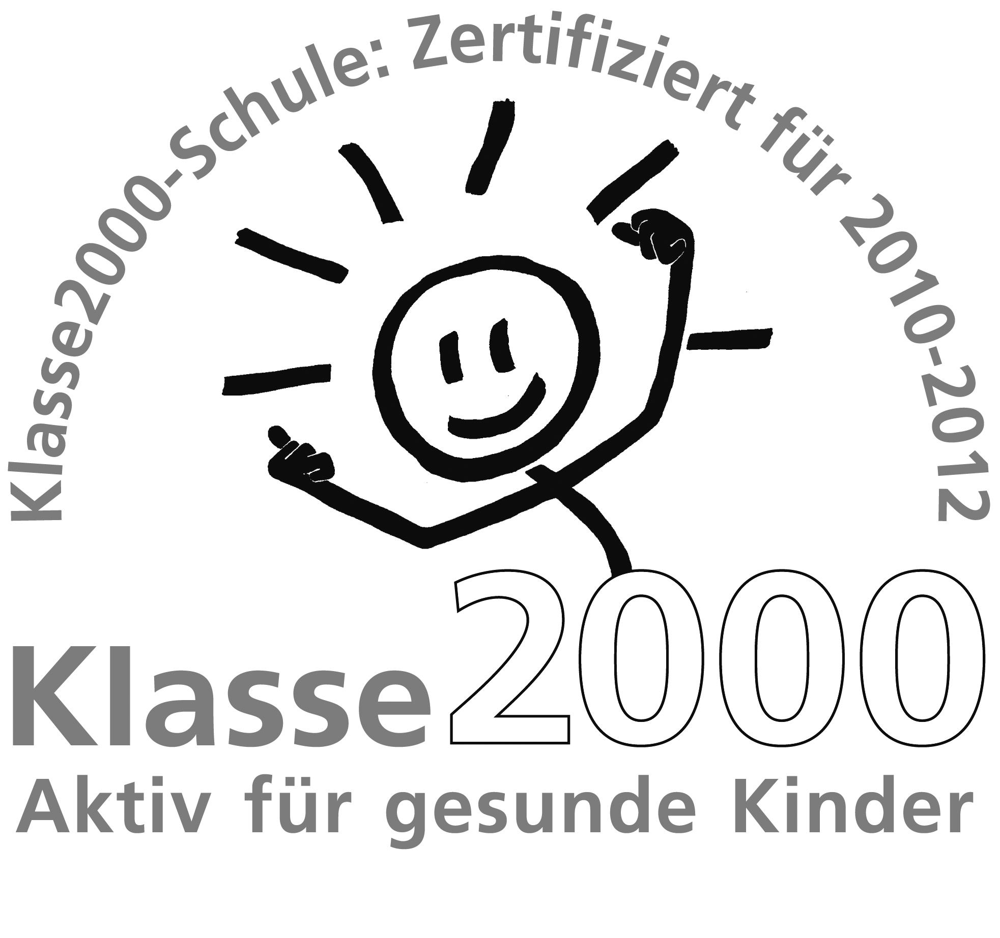 Klasse2000-Schule: Zertifiziert für 2010-2012
Klasse2000
Aktiv für gesunde Kinder